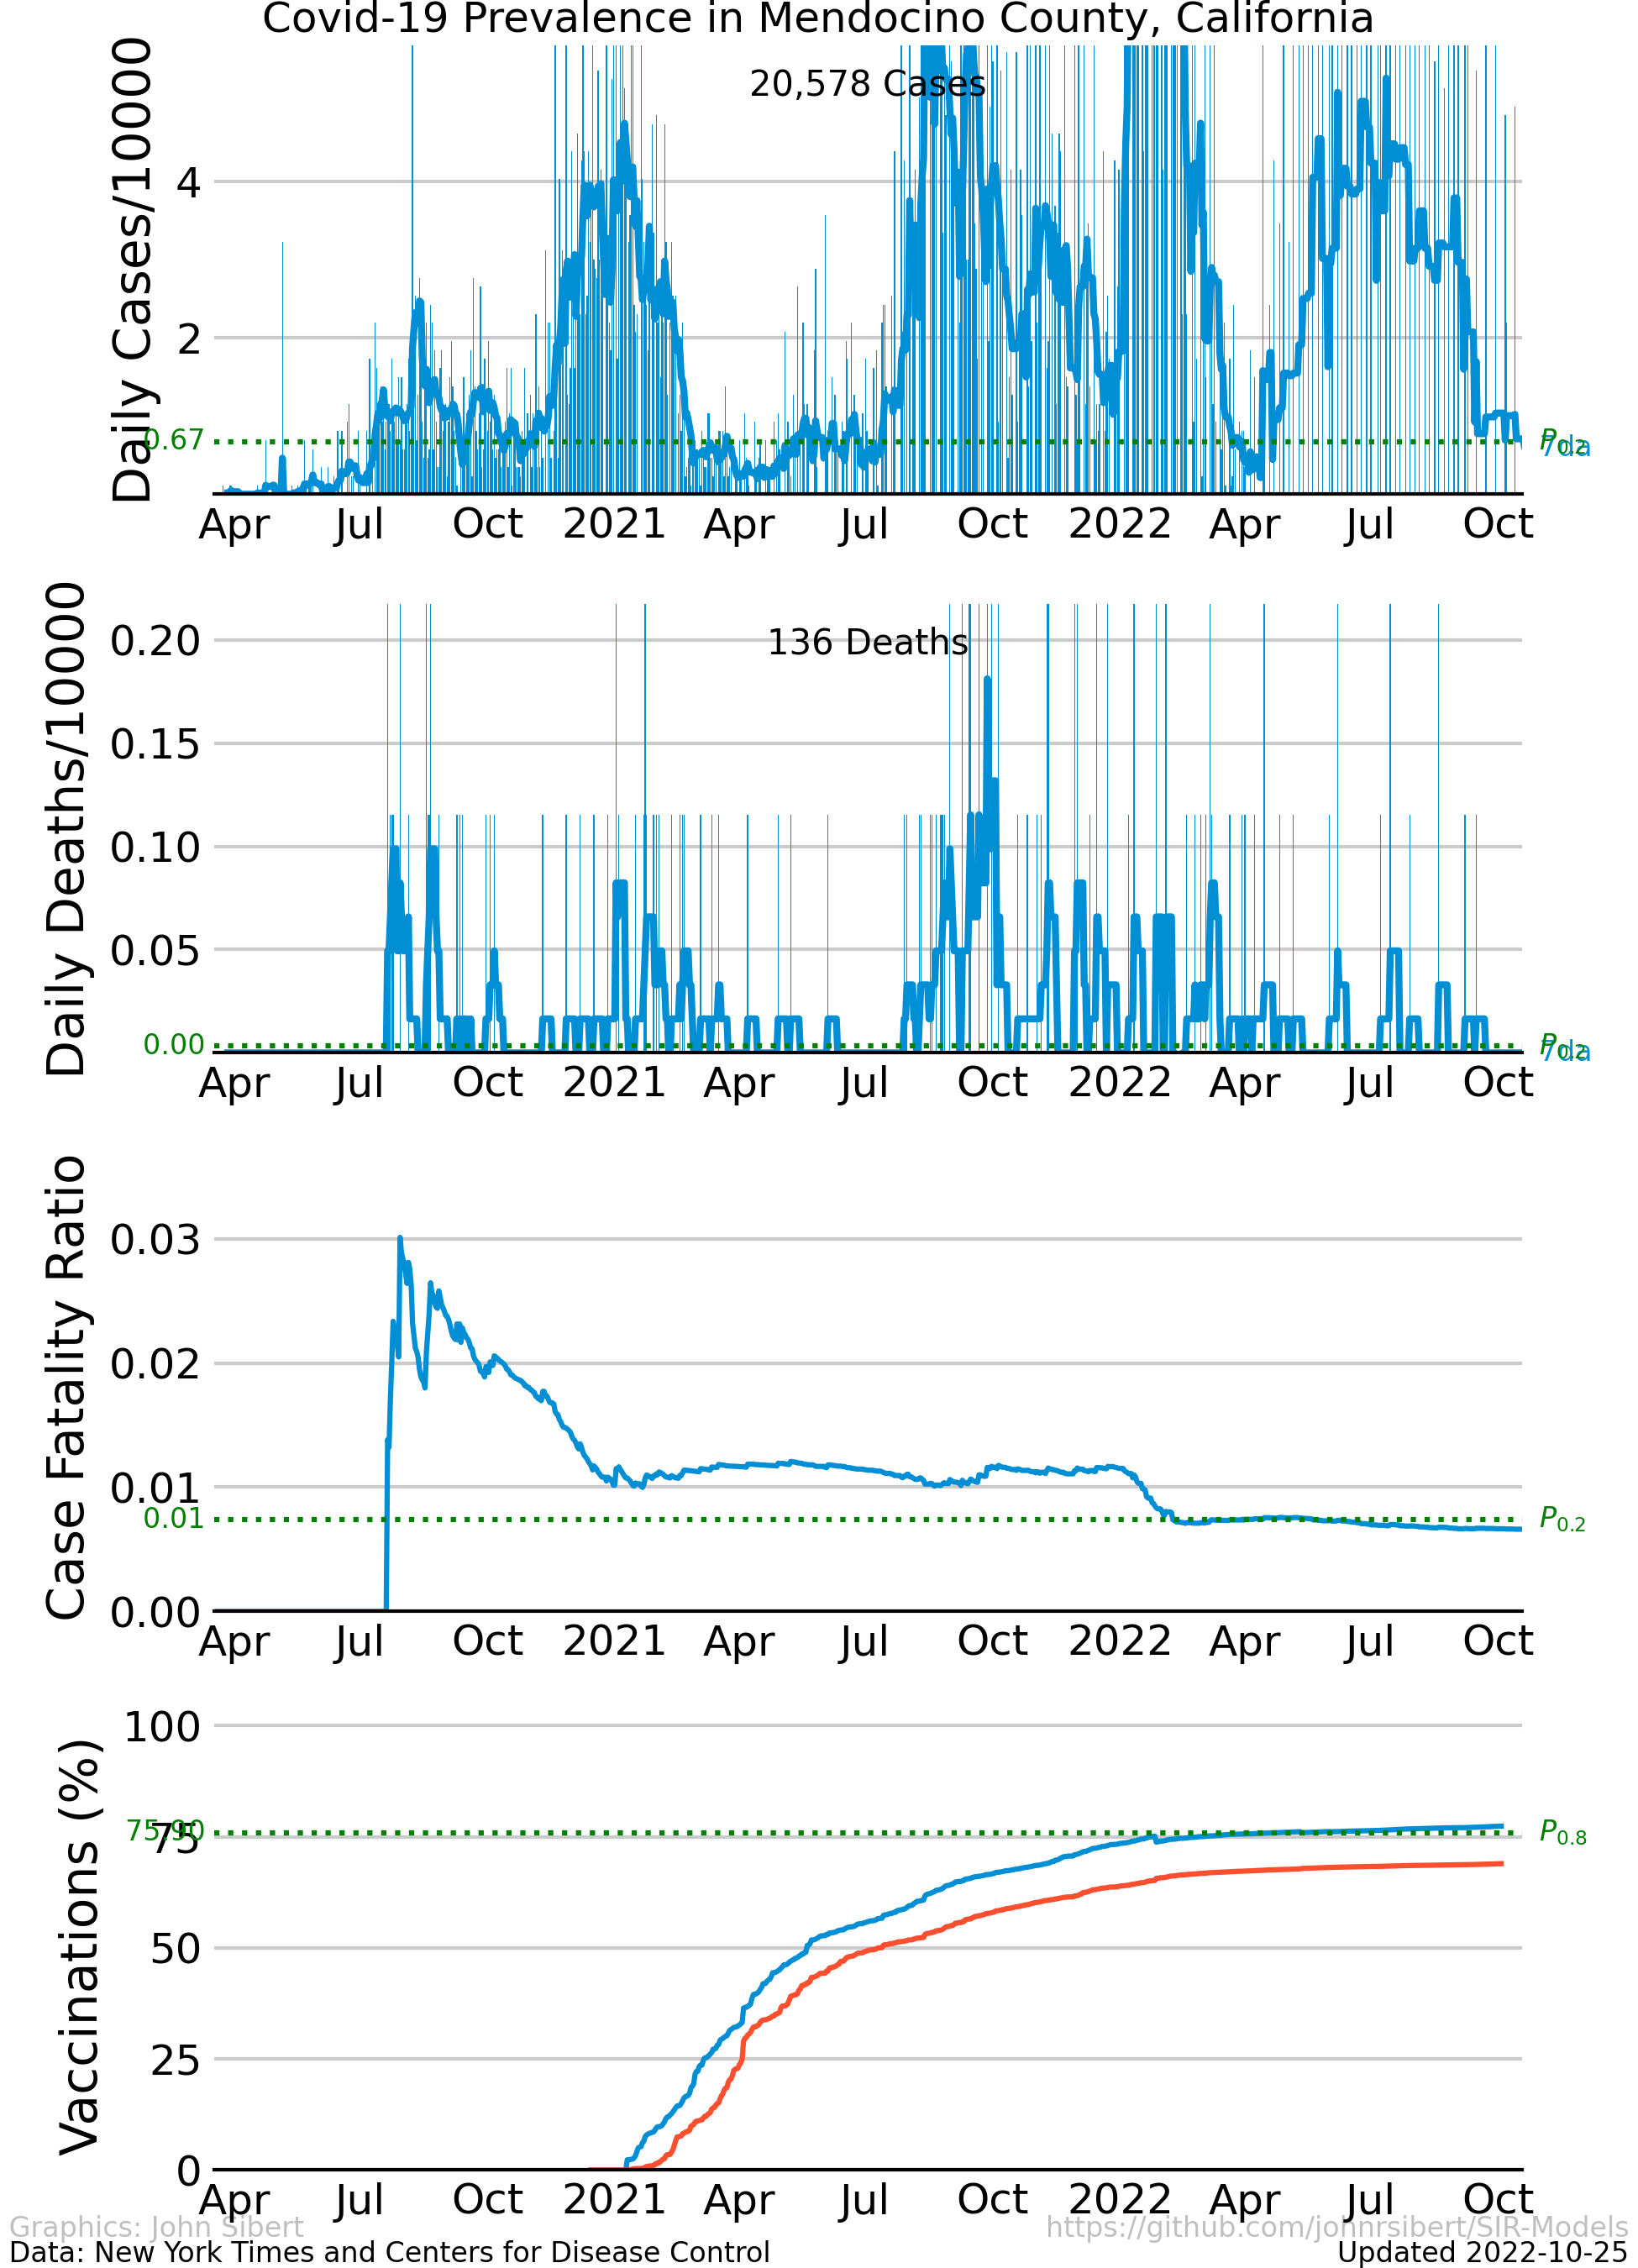 Covid-19 Prevalence in Mendocino County, California
Daily Cases/10000
20,578 Cases
4
2
0.67
P0.2
7da
Apr Jul Oct 2021 Apr Jul Oct 2022 Apr Jul Oct
Daily Deaths/10000
136 Deaths
0.20
0.15
0.10
0.05
0.00
P0.2
7da
Apr Jul Oct 2021 Apr Jul Oct 2022 Apr Jul Oct
Case Fatality Ratio
0.03
0.02
0.01
0.01
P0.2
0.00
Apr Jul Oct 2021 Apr Jul Oct 2022 Apr Jul Oct
Vaccinations (%)
100
75.90
75
P0.8
50
25
0
Apr Jul Oct 2021 Apr Jul Oct 2022 Apr Jul Oct
Graphics: John Sibert
https://github.com/johnrsibert/SIR-Models
Data: New York Times and Centers for Disease Control
Updated 2022-10-25